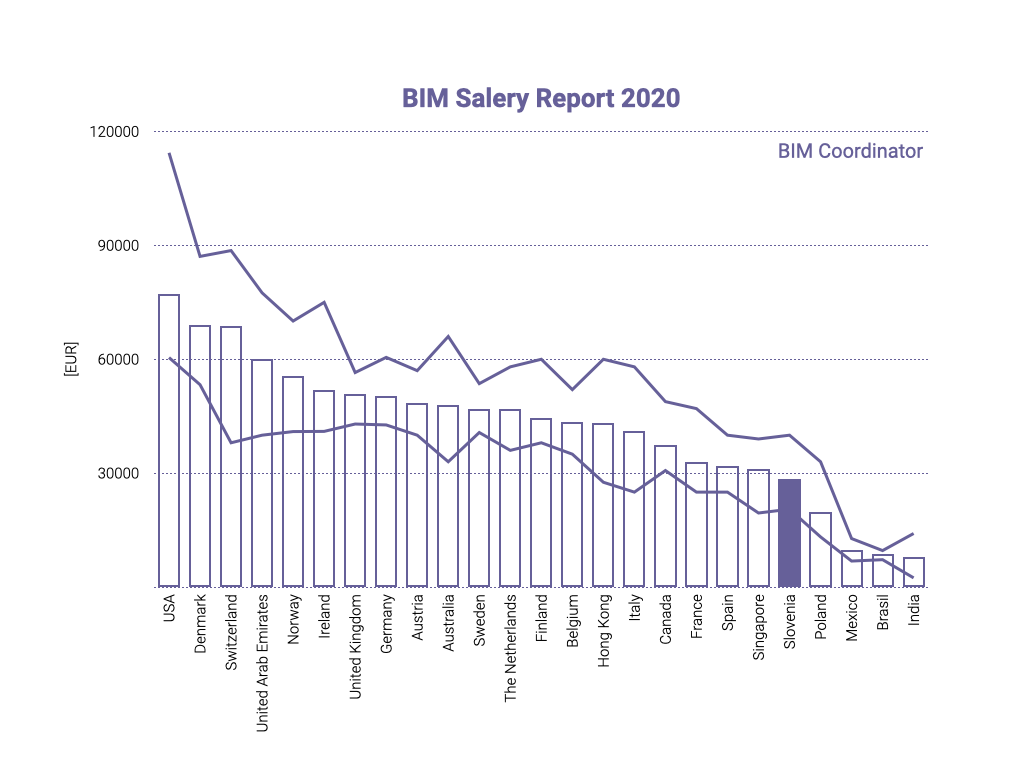 BIM Salery Report 2020
120000
BIM Coordinator
90000
60000
[EUR]
30000
USA
Denmark
Switzerland
United Arab Emirates
Norway
Ireland
United Kingdom
Germany
Austria
Australia
Sweden
The Netherlands
Finland
Belgium
Hong Kong
Italy
Canada
France
Spain
Singapore
Slovenia
Poland
Mexico
Brasil
India